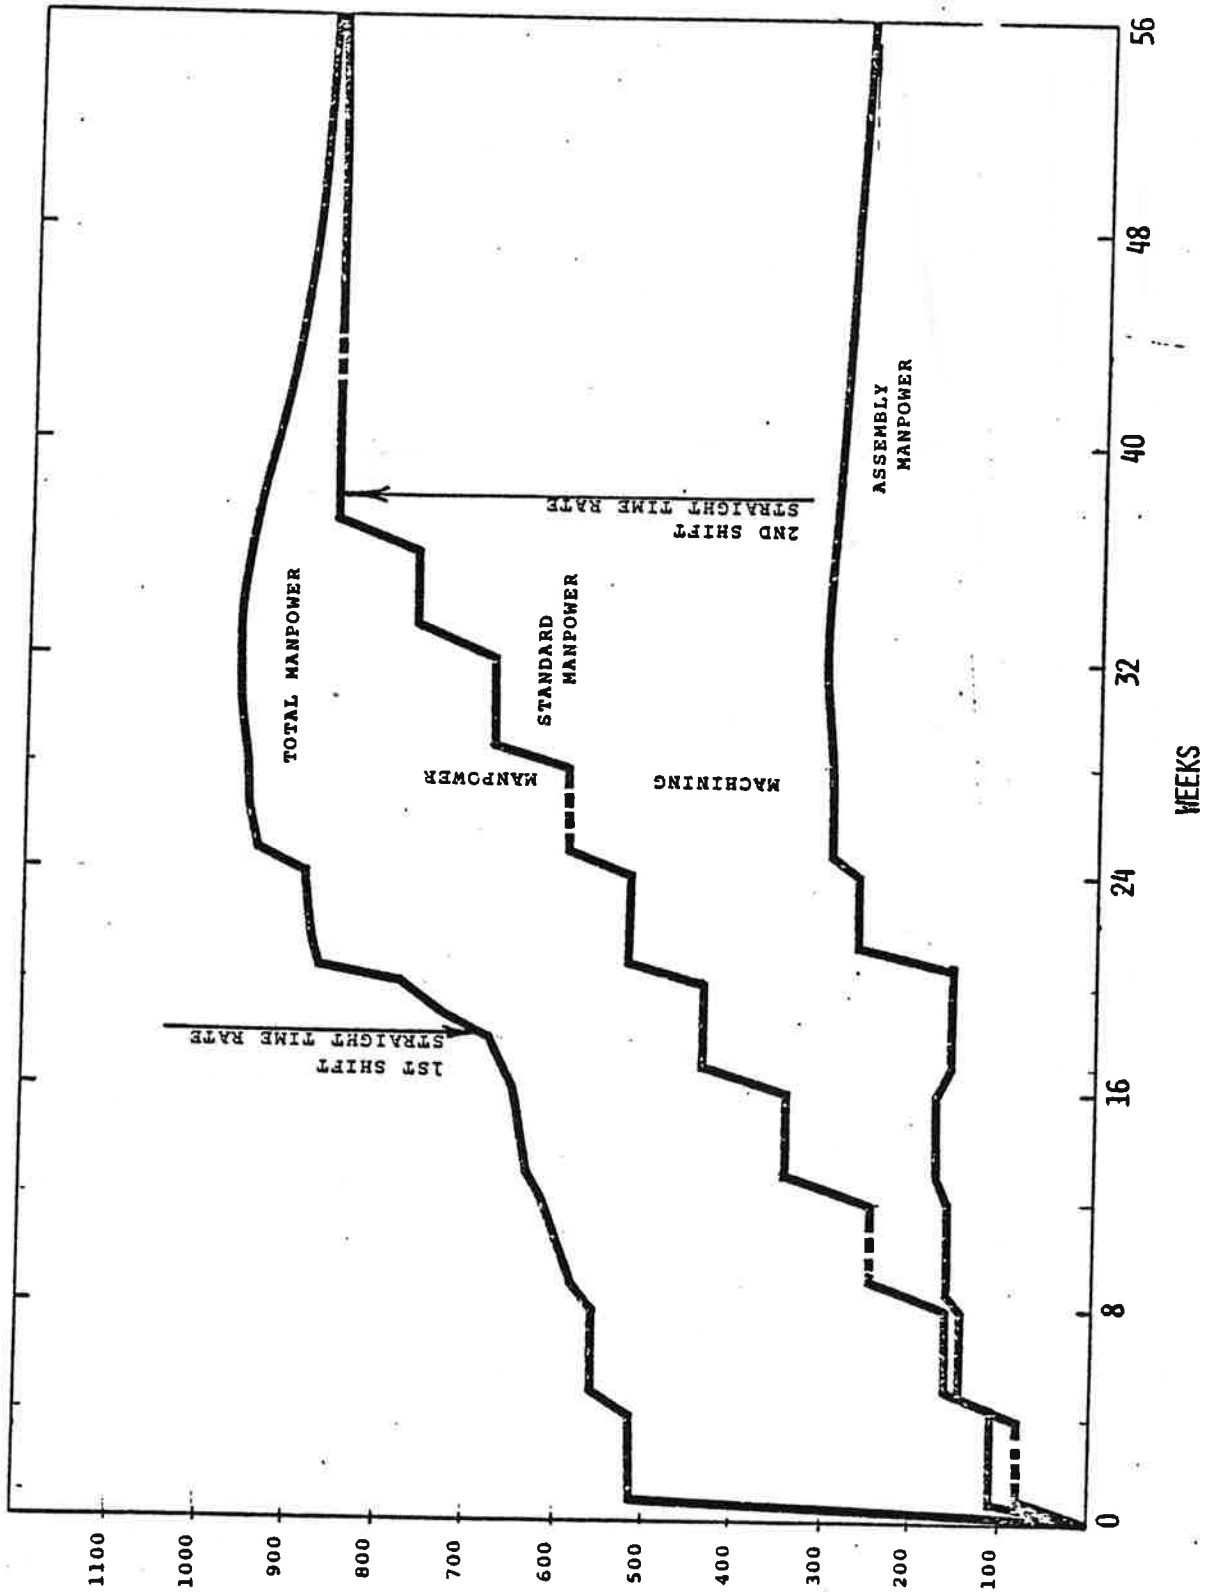 1100
1000
900
800
700
600
500
400
300
200
100
TOTAL MANPOWER
1ST SHIFT
STRAIGHT TIME RATE
STANDARD
MANPOWER
MACHINING
MANPOWER
2ND SHIFT
STRAIGHT TIME RATE
ASSEMBLY
MANPOWER
0
8
16
24
32
40
48
56
WEEKS